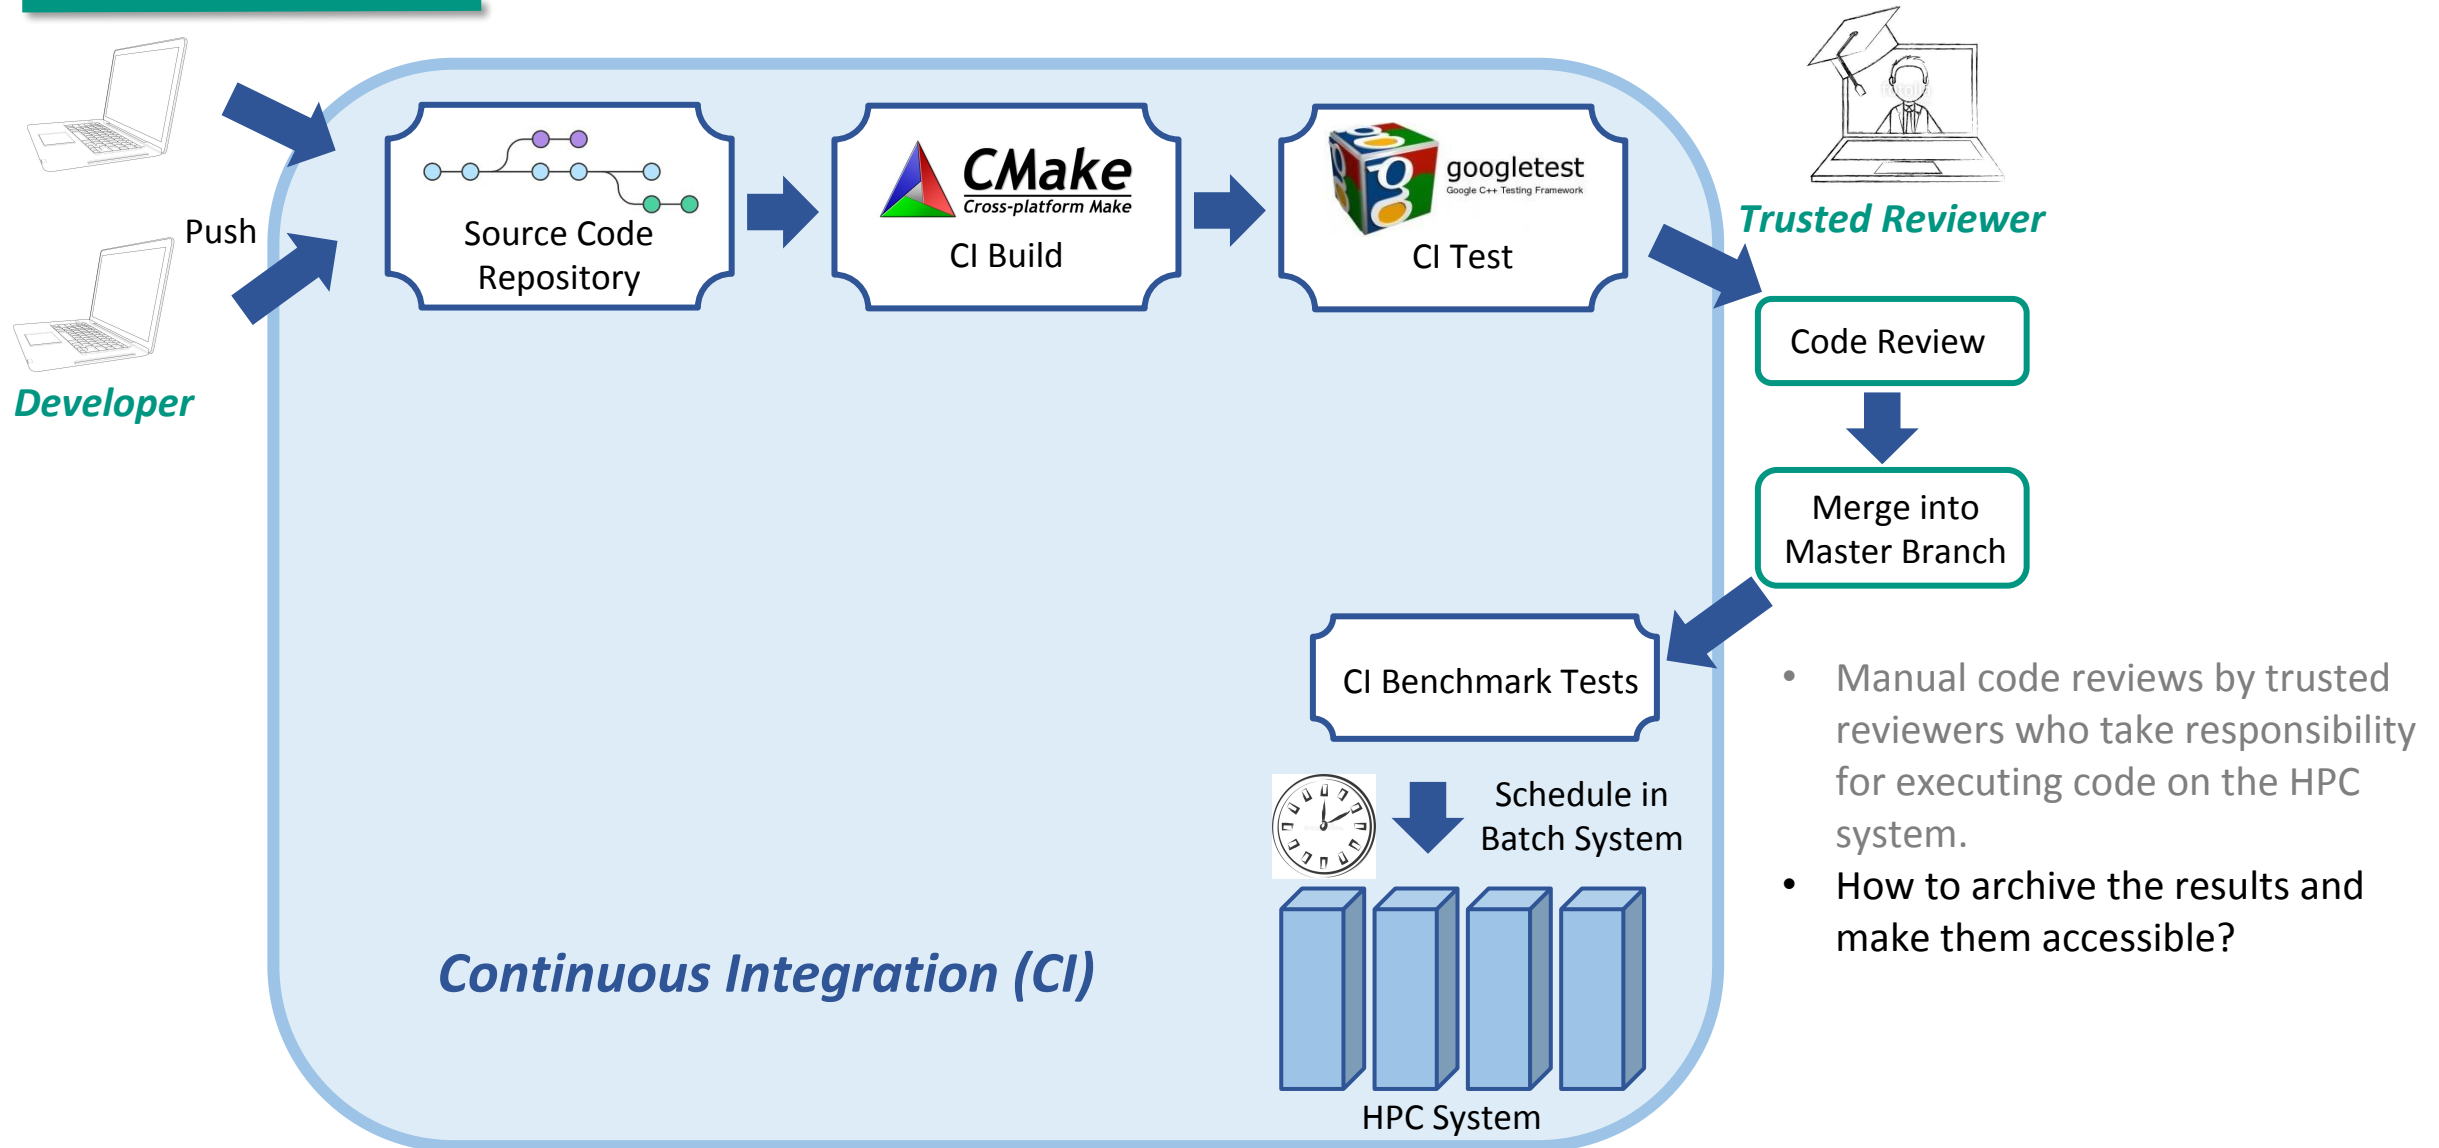 Push
Developer
Source Code
Repository
CMake
Cross-platform Make
CI Build
googletest
Google C++ Testing Framework
CI Test
Trusted Reviewer
Code Review
Merge into
Master Branch
CI Benchmark Tests
Schedule in
Batch System
HPC System
Continuous Integration (CI)
• Manual code reviews by trusted
reviewers who take responsibility
for executing code on the HPC
system.
• How to archive the results and
make them accessible?